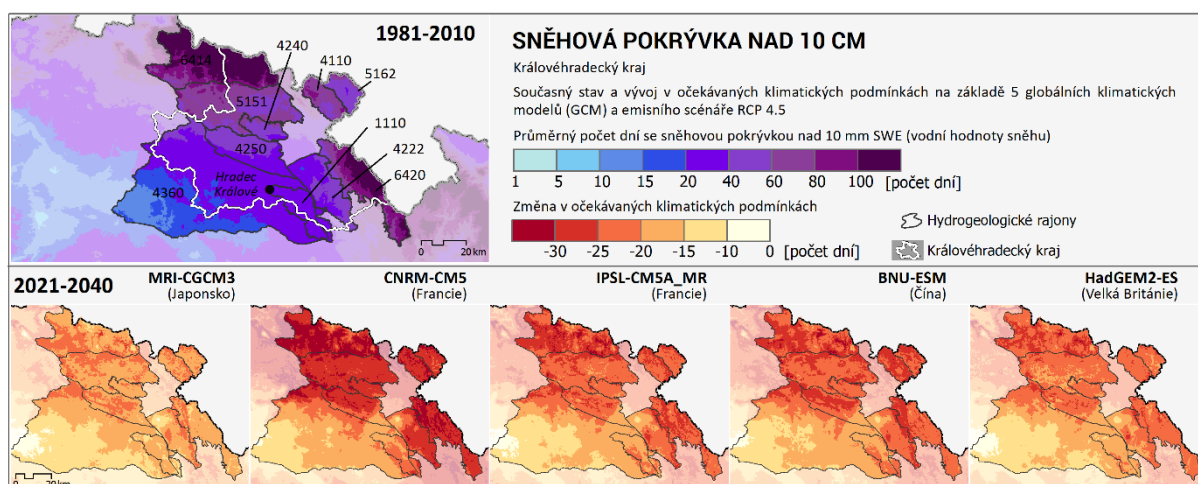 1981-2010
6414
4240
4110
5162
5151
4250
1110
4222
6420
4360
Hradec
Králové
0 20 km
SNĚHOVÁ POKRÝVKA NAD 10 CM
Královéhradecký kraj
Současný stav a vývoj v očekávaných klimatických podmínkách na základě 5 globálních klimatických
modelů (GCM) a emisního scénáře RCP 4.5
Průměrný počet dní se sněhovou pokrývkou nad 10 mm SWE (vodní hodnoty sněhu)
1 5 10 15 20 40 60 80 100 [počet dní]
Změna v očekávaných klimatických podmínkách
-30 -25 -20 -15 -10 0 [počet dní]
Hydrogeologické rajony
Královéhradecký kraj
2021-2040
MRI-CGCM3
(Japonsko)
CNRM-CM5
(Francie)
IPSL-CM5A_MR
(Francie)
BNU-ESM
(Čína)
HadGEM2-ES
(Velká Británie)
0 20 km